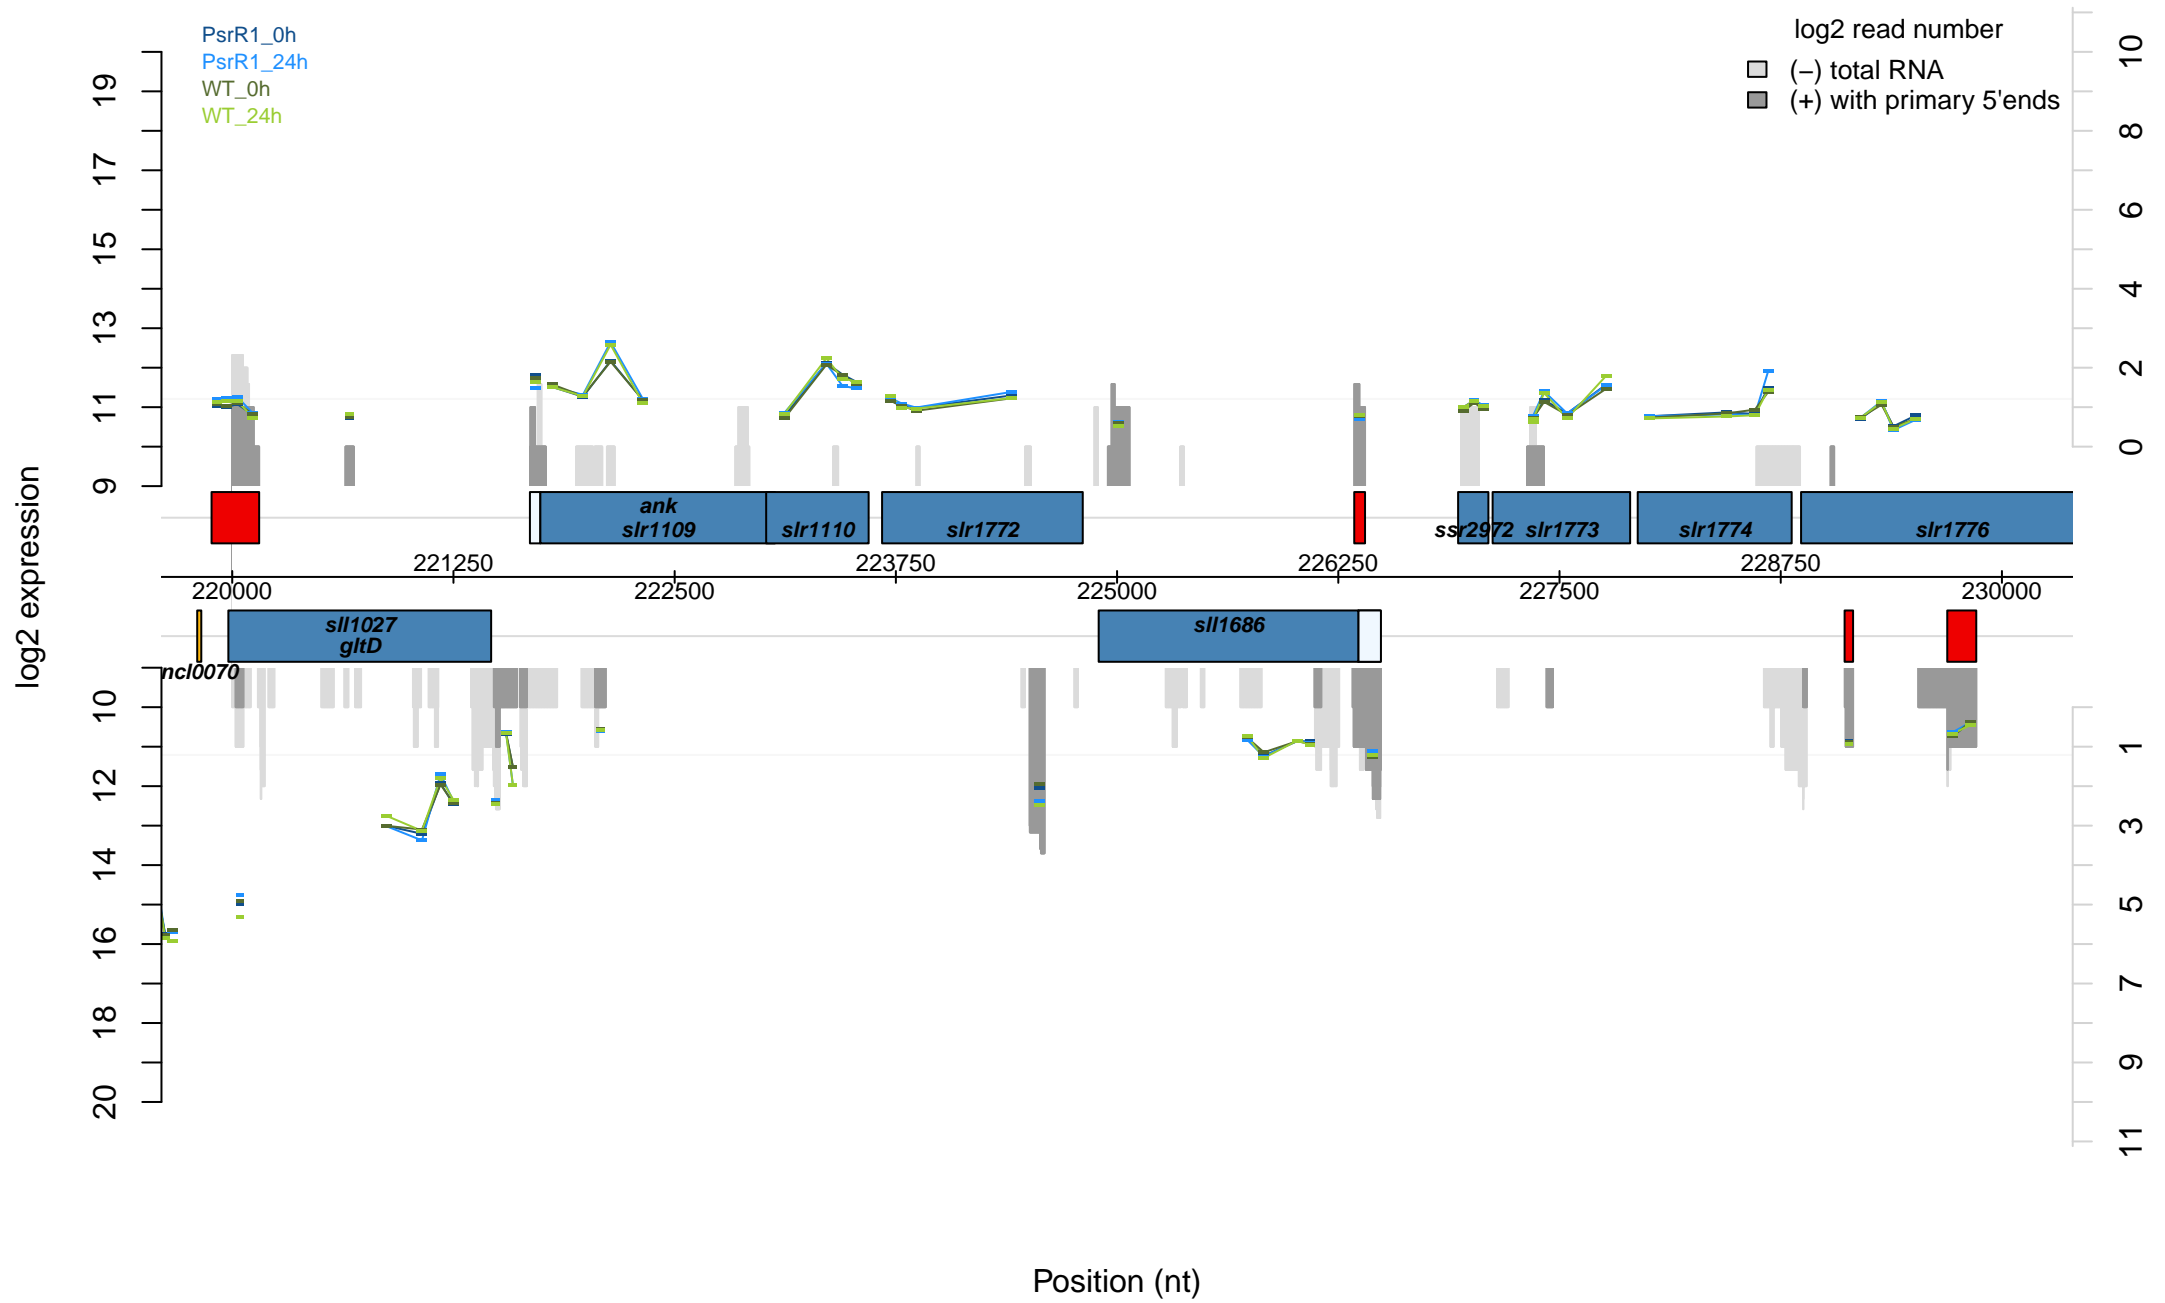 PsrR1_0h
PsrR1_24h
WT_0h
WT_24h
log2 read number
(−) total RNA
(+) with primary 5'ends
19
17
15
13
11
9
10
8
6
4
2
0
log2 expression
ank
slr1109
slr1110
slr1772
ssr2972
slr1773
slr1774
slr1776
221250
223750
226250
228750
220000
222500
225000
227500
230000
sll1027
gltD
sll1686
ncl0070
10
12
14
16
18
20
1
3
5
7
9
11
Position (nt)